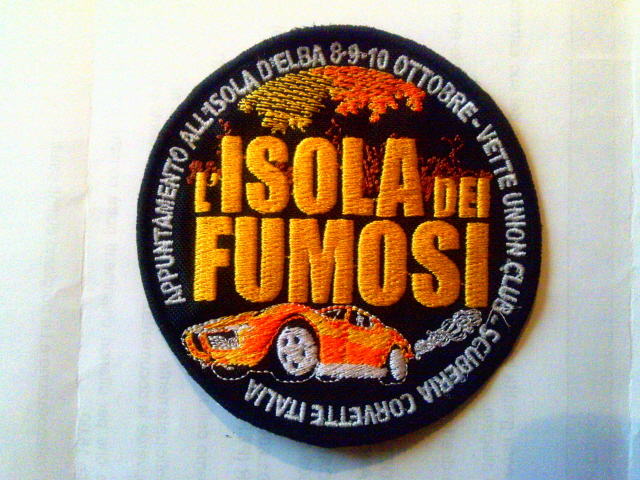 APPUNTAMENTO ALL'ISOLA D'ELBA 8-9-10 OTTOBRE - VETTE UNION CLUB - SCUDERIA CORVETTE ITALIA
L'ISOLA DEI
FUMOSI